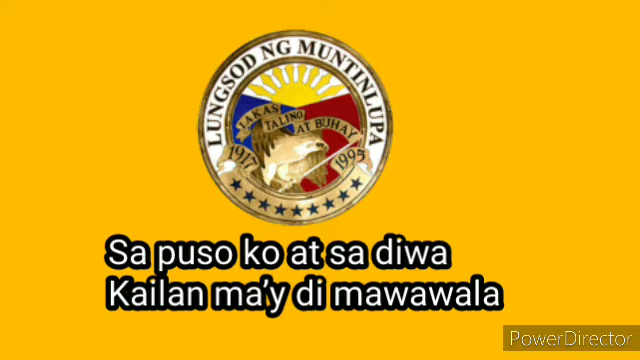 LUNGSOD NG MUNTINLUPA
LAKAS
TALINO
AT BUHAY
1917
1995
Sa puso ko at sa diwa
Kailan ma'y di mawawala
PowerDirector